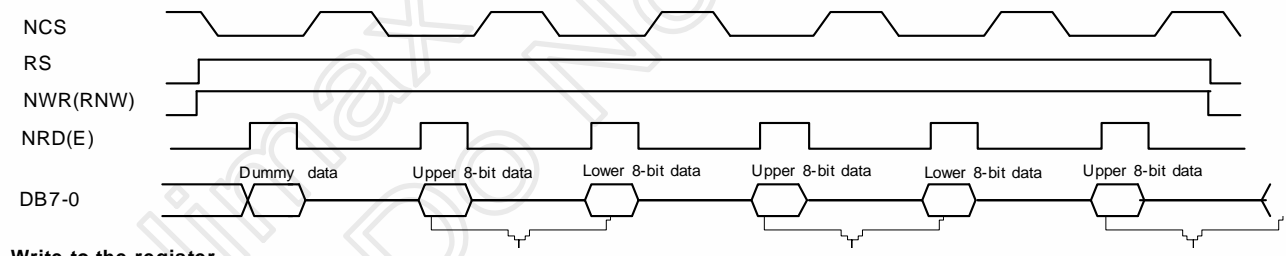 NCS
RS
NWR(RNW)
NRD(E)
Dummy data Upper 8-bit data Lower 8-bit data Upper 8-bit data Lower 8-bit data Upper 8-bit data
DB7-0
Write to the register